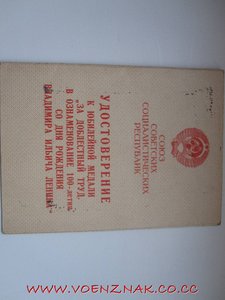 СОЮЗ
СОВЕТСКИХ
СОЦИАЛИСТИЧЕСКИХ
РЕСПУБЛИК
УДОСТОВЕРЕНИЕ
К ЮБИЛЕЙНОЙ МЕДАЛИ
"ЗА ДОБЛЕСТНЫЙ ТРУД.
В ОЗНАМЕНОВАНИЕ 100-летия
СО ДНЯ РОЖДЕНИЯ
ВЛАДИМИРА ИЛЬИЧА ЛЕНИНА"
WWW.VOENZNAK.CO.CC